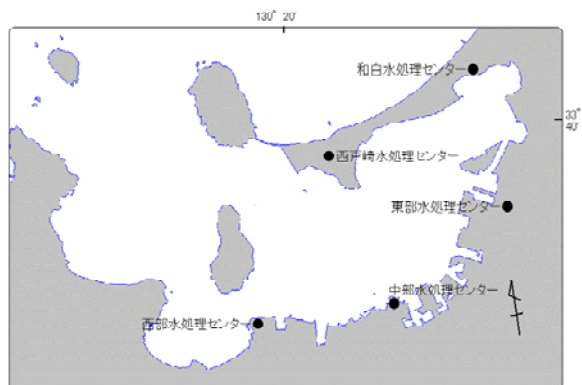 130° 20'
和白水処理センター
33°
40'
西戸崎水処理センター
東部水処理センター
中部水処理センター
西部水処理センター